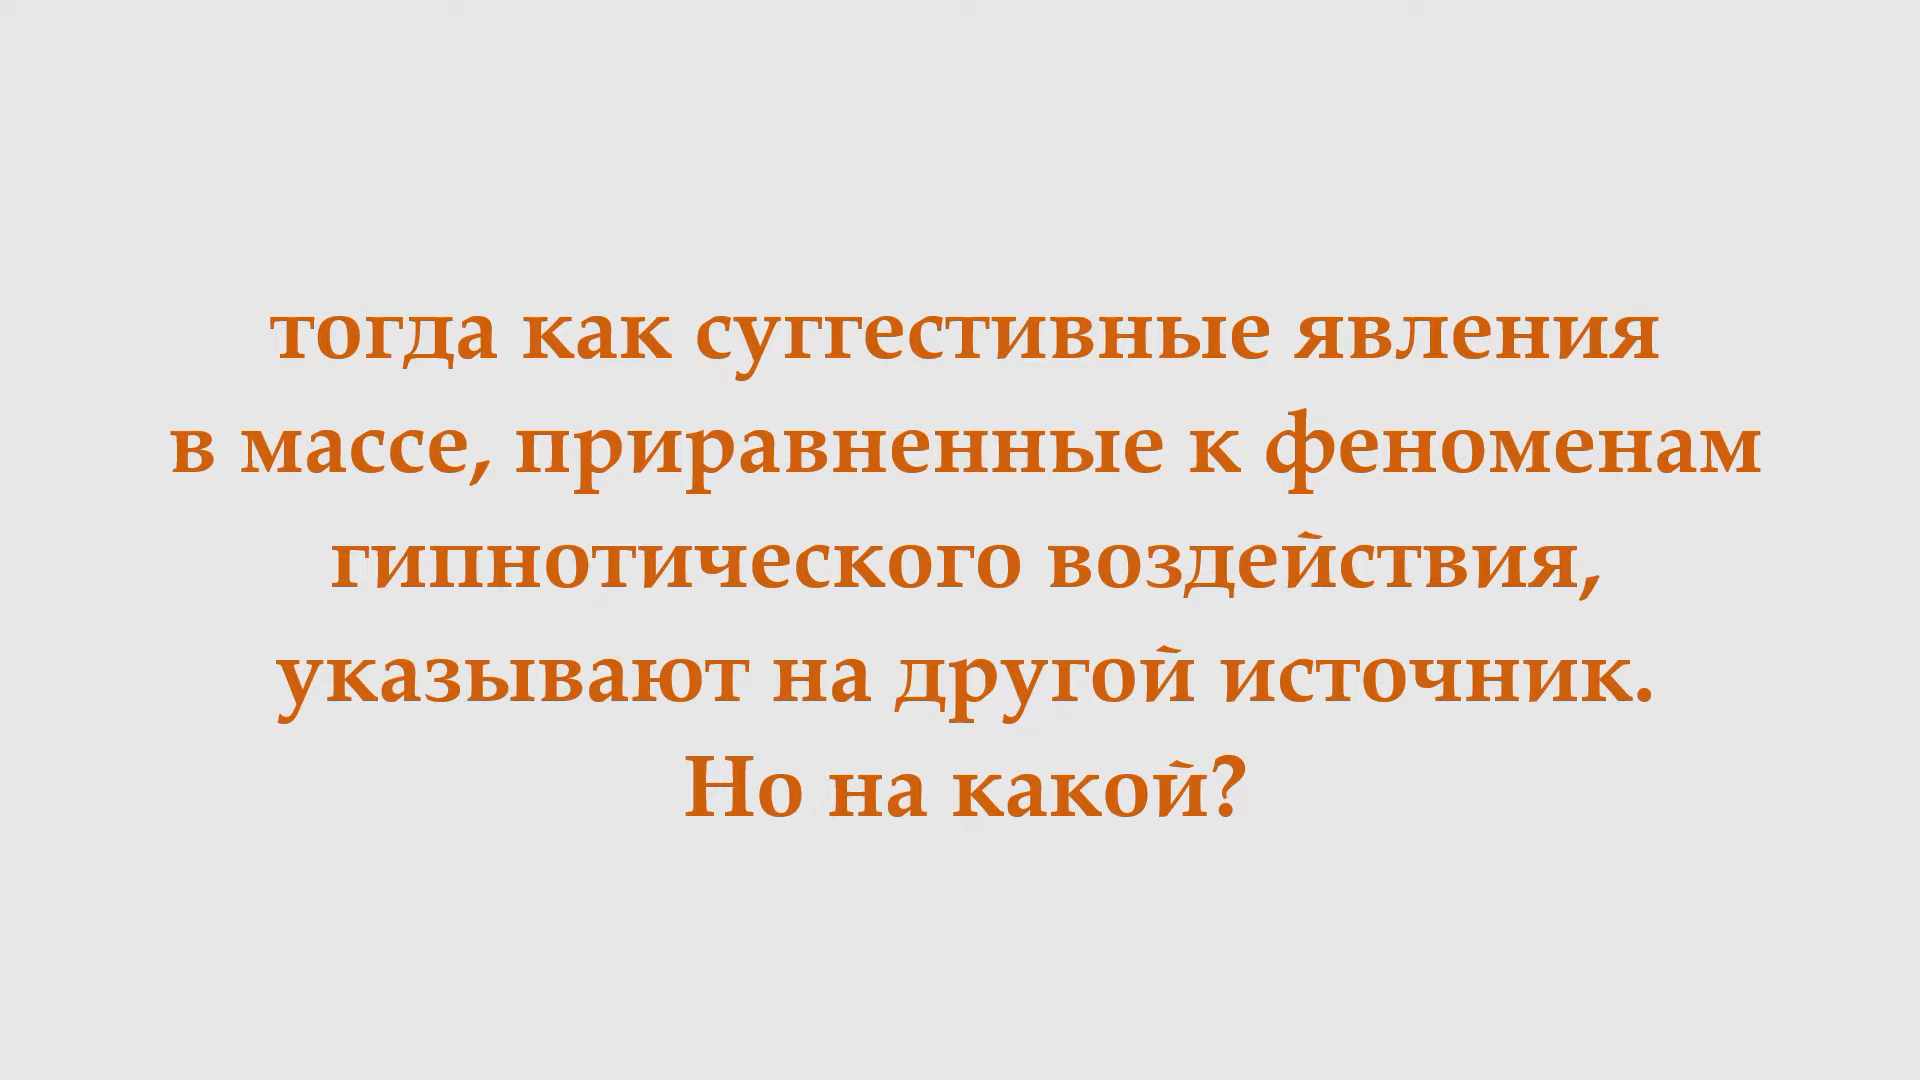 тогда как суггестивные явления
в массе, приравненные к феноменам
гипнотического воздействия,
указывают на другой источник.
Но на какой?